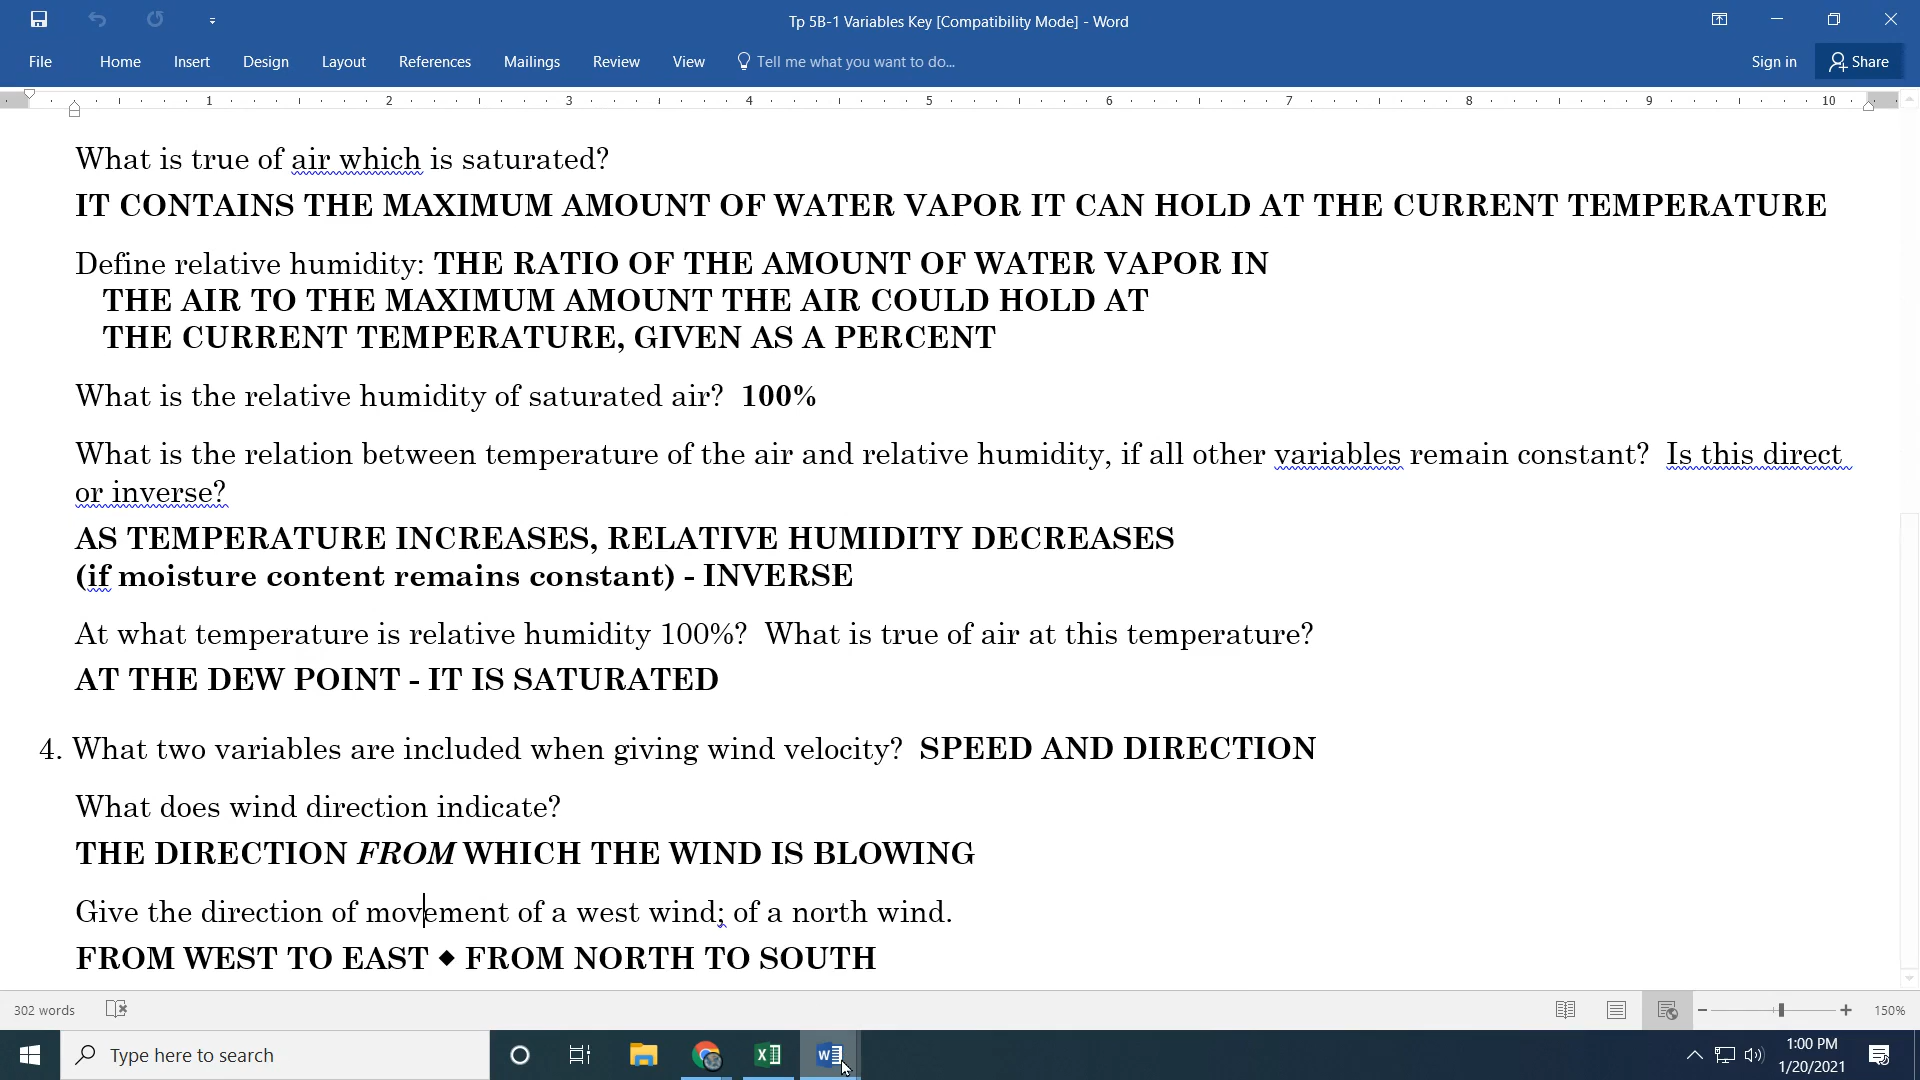 Tp 5B-1 Variables Key [Compatibility Mode] - Word
File Home Insert Design Layout References Mailings Review View Tell me what you want to do... Sign in Share
1 2 3 4 5 6 7 8 9 10
What is true of air which is saturated?
IT CONTAINS THE MAXIMUM AMOUNT OF WATER VAPOR IT CAN HOLD AT THE CURRENT TEMPERATURE
Define relative humidity: THE RATIO OF THE AMOUNT OF WATER VAPOR IN
THE AIR TO THE MAXIMUM AMOUNT THE AIR COULD HOLD AT
THE CURRENT TEMPERATURE, GIVEN AS A PERCENT
What is the relative humidity of saturated air? 100%
What is the relation between temperature of the air and relative humidity, if all other variables remain constant? Is this direct
or inverse?
AS TEMPERATURE INCREASES, RELATIVE HUMIDITY DECREASES
(if moisture content remains constant) - INVERSE
At what temperature is relative humidity 100%? What is true of air at this temperature?
AT THE DEW POINT - IT IS SATURATED
4. What two variables are included when giving wind velocity? SPEED AND DIRECTION
What does wind direction indicate?
THE DIRECTION FROM WHICH THE WIND IS BLOWING
Give the direction of movement of a west wind; of a north wind.
FROM WEST TO EAST ◆ FROM NORTH TO SOUTH
302 words 150%
Type here to search 1:00 PM
1/20/2021